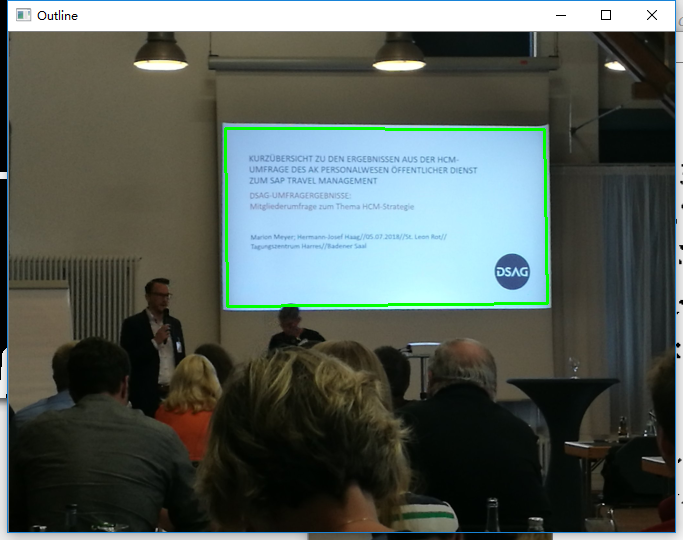 Outline
KURZÜBERSICHT ZU DEN ERGEBNISSEN AUS DER HCM-
UMFRAGE DES AK PERSONALWESEN ÖFFENTLICHER DIENST
ZUM SAP TRAVEL MANAGEMENT
DSAG-UMFRAGERGEBNISSE:
Mitgliederumfrage zum Thema HCM-Strategie
Marion Meyer; Hermann-Josef Haag//05.07.2018//St. Leon Rot//
Tagungszentrum Harres//Badener Saal
DSAG